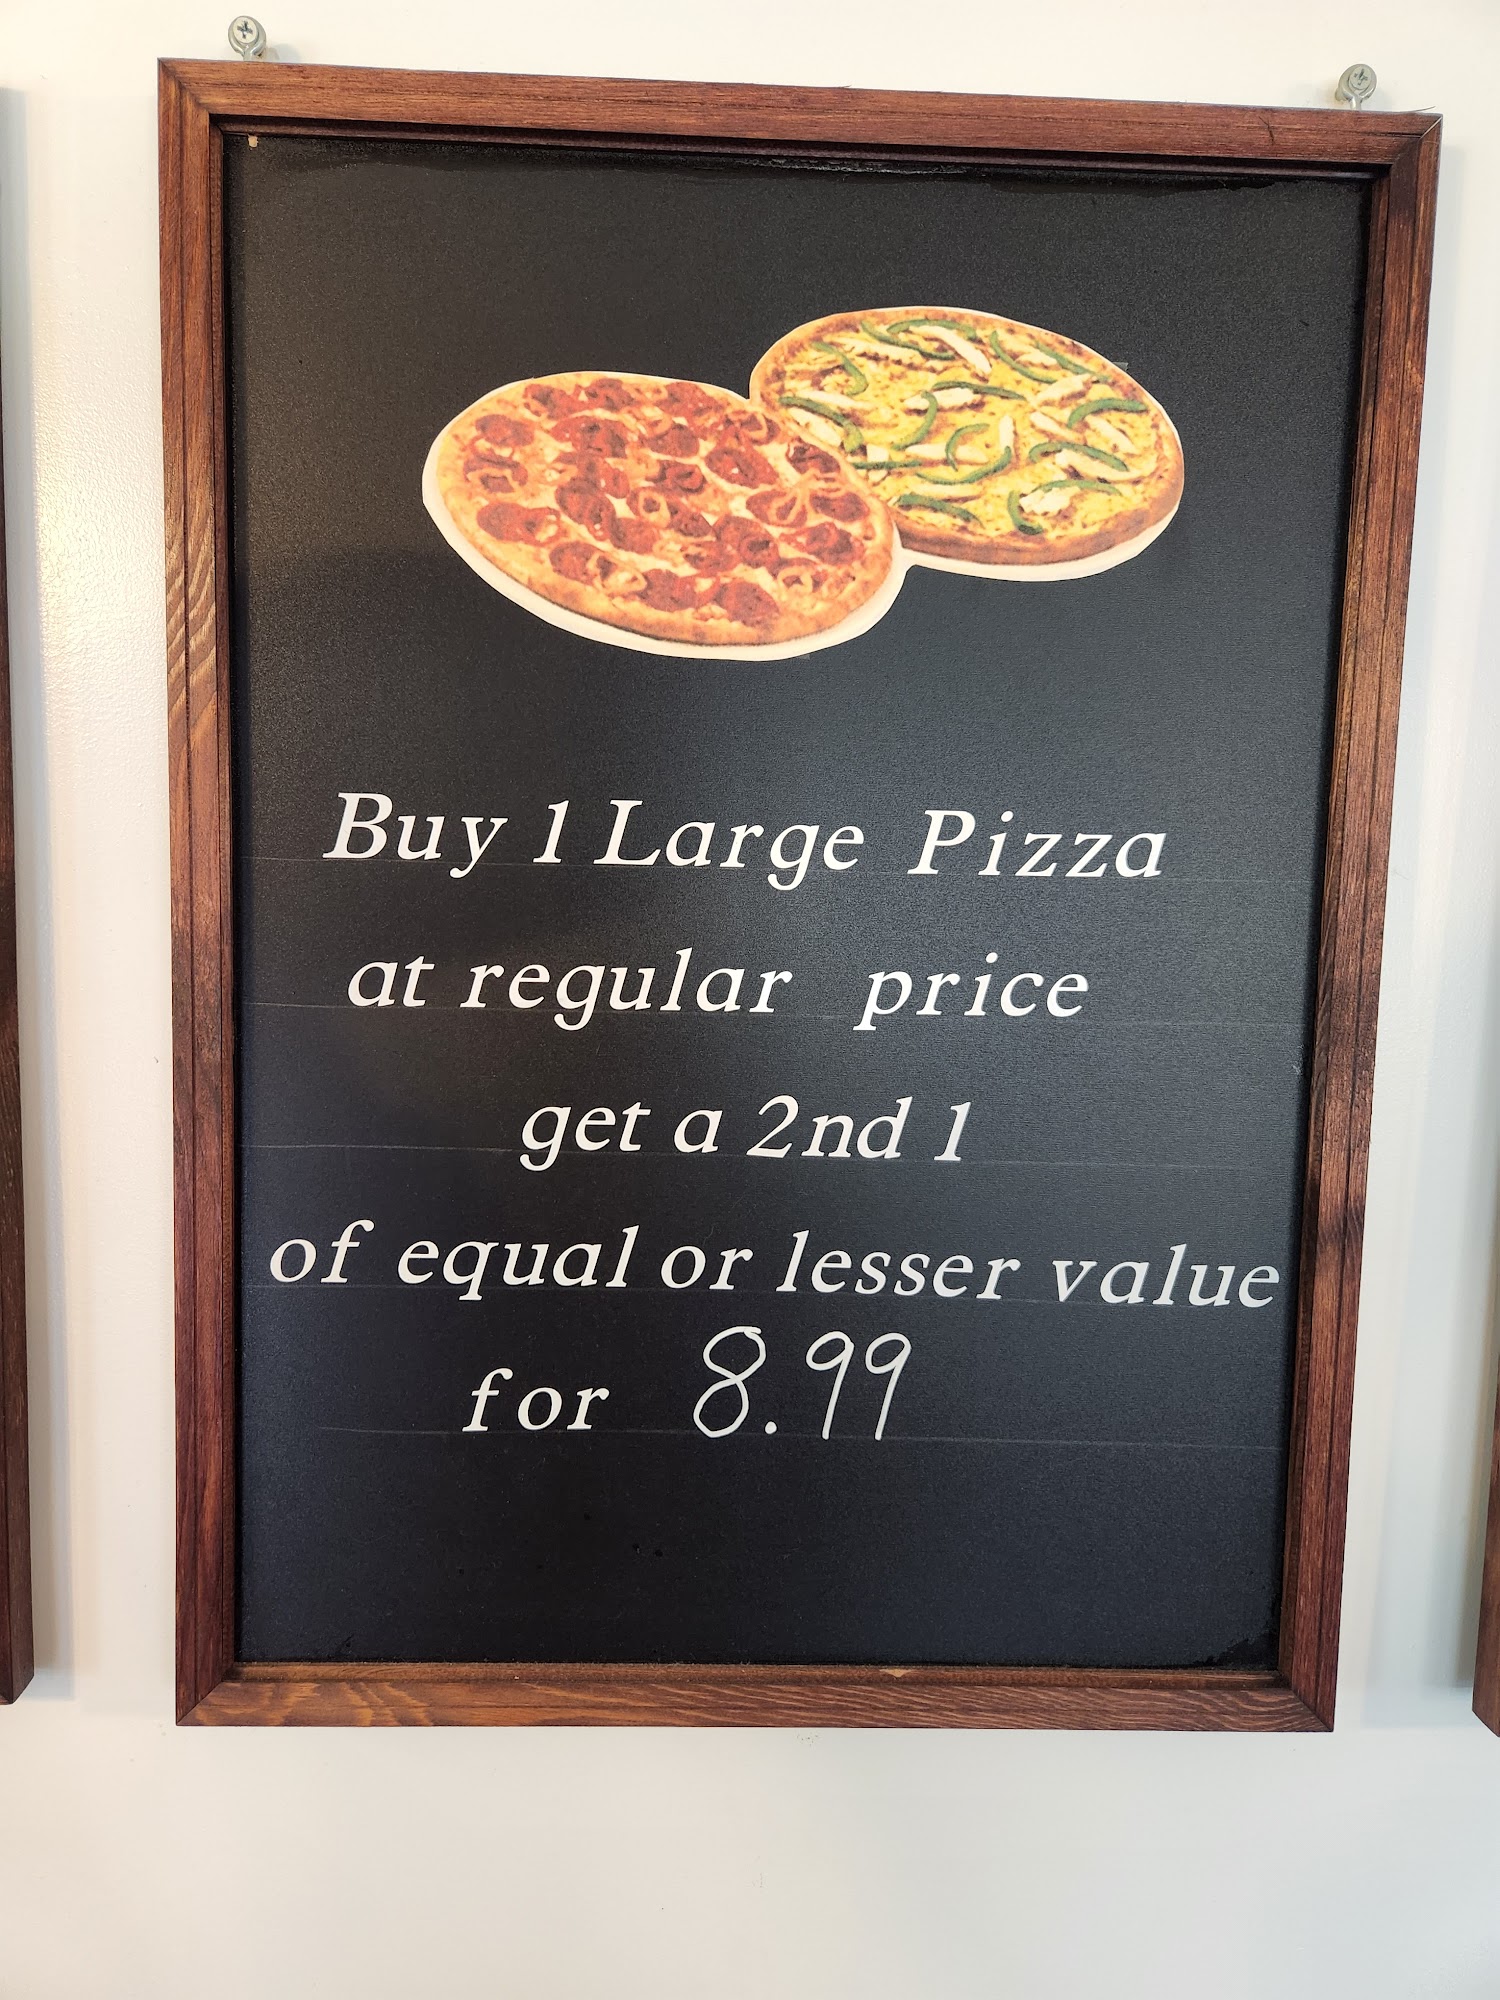 Buy 1 Large Pizza
at regular price
get a 2nd 1
of equal or lesser value
for 8.99